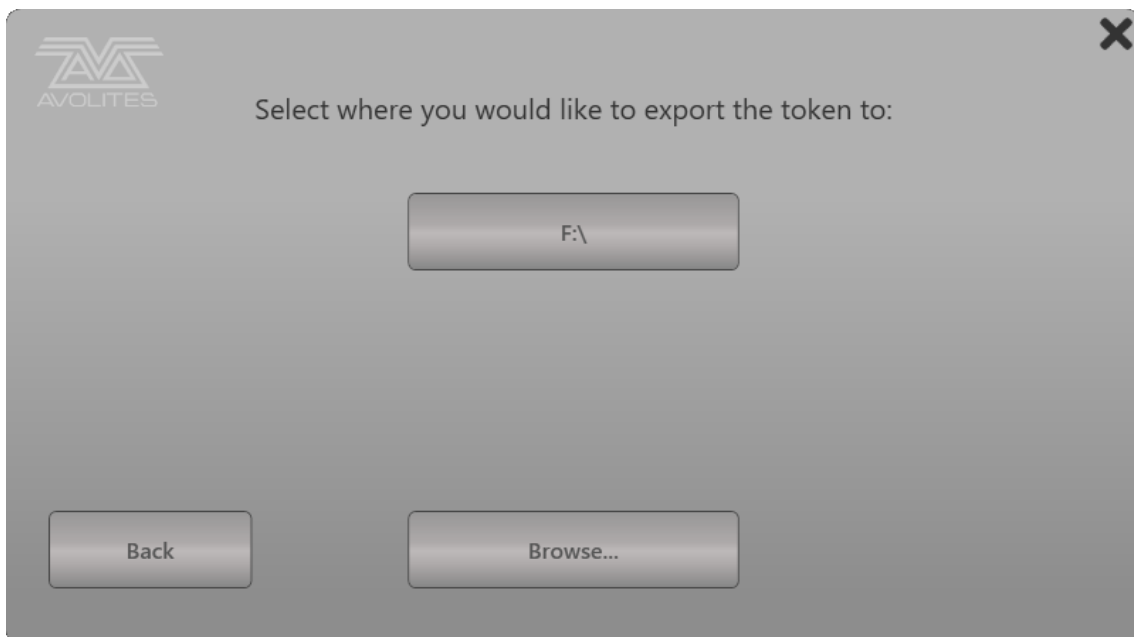 AVOLITES
Select where you would like to export the token to:
F:\
Back
Browse...